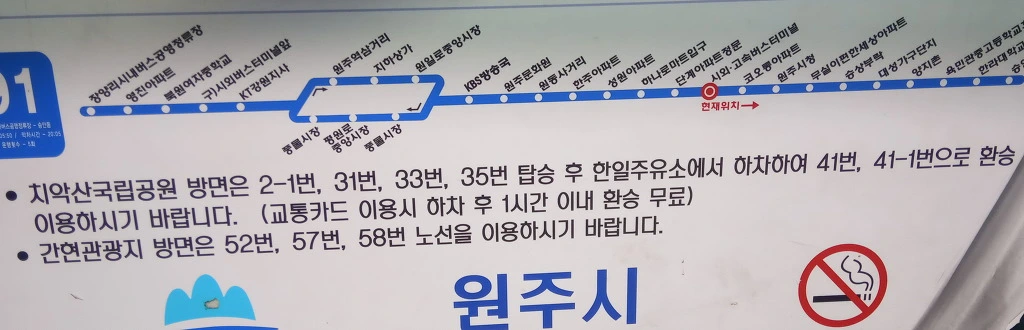 91
장양리시내버스공영정류장
영진아파트
북원여자중학교
구)시외버스터미널앞
KT강원지사
원주역삼거리
지하상가
원일로중앙시장
KBS방송국
원주문화원
원동사거리
한주아파트
성원아파트
하나로마트입구
단계아파트정문
시외·고속버스터미널
코오롱아파트
원주시청
무실이편한세상아파트
승상부락
대성가구단지
양지촌
육민관중고등학교
한라대학교
중물시장
평원로
중앙시장
중물시장
현재위치→
• 치악산국립공원 방면은 2-1번, 31번, 33번, 35번 탑승 후 한일주유소에서 하차하여 41번, 41-1번으로 환승
이용하시기 바랍니다. (교통카드 이용시 하차 후 1시간 이내 환승 무료)
• 간현관광지 방면은 52번, 57번, 58번 노선을 이용하시기 바랍니다.
원주시